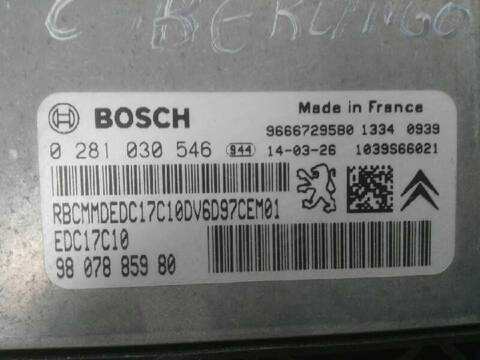 C BERLINGO
BOSCH
Made in France
9666729580 1334 0939
0 281 030 546 944 14-03-26 1039S66021
RBCMMDEDC17C10DV6D97CEM01
EDC17C10
98 078 859 80